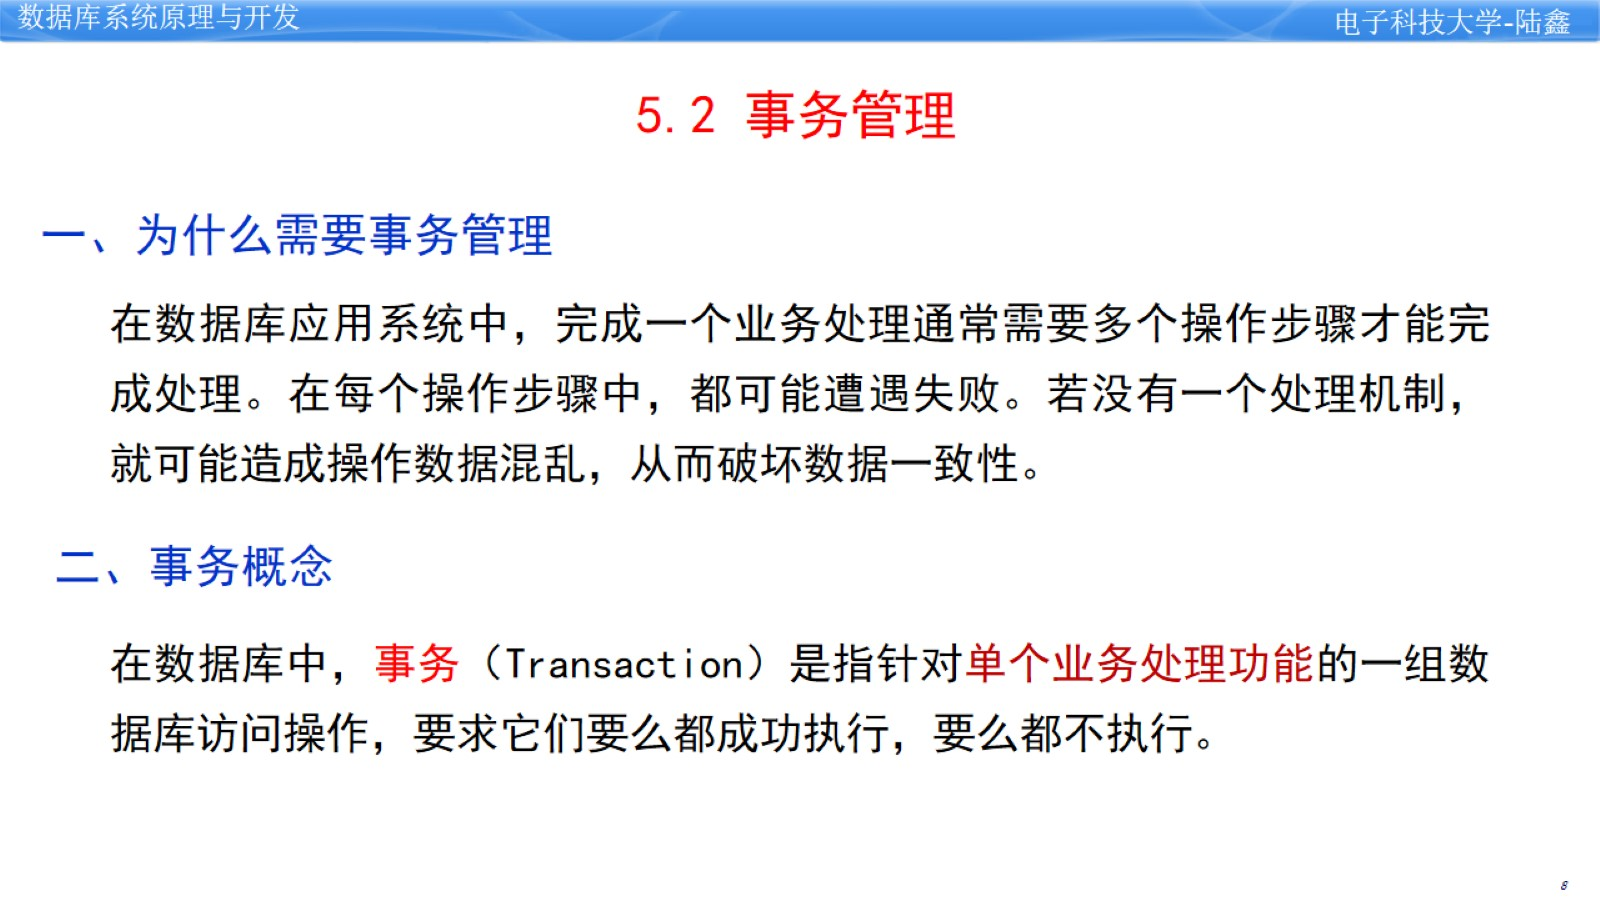 数据库系统原理与开发
电子科技大学-陆鑫
5.2 事务管理
一、为什么需要事务管理
在数据库应用系统中，完成一个业务处理通常需要多个操作步骤才能完
成处理。在每个操作步骤中，都可能遭遇失败。若没有一个处理机制，
就可能造成操作数据混乱，从而破坏数据一致性。
二、事务概念
在数据库中，事务（Transaction）是指针对单个业务处理功能的一组数
据库访问操作，要求它们要么都成功执行，要么都不执行。
8